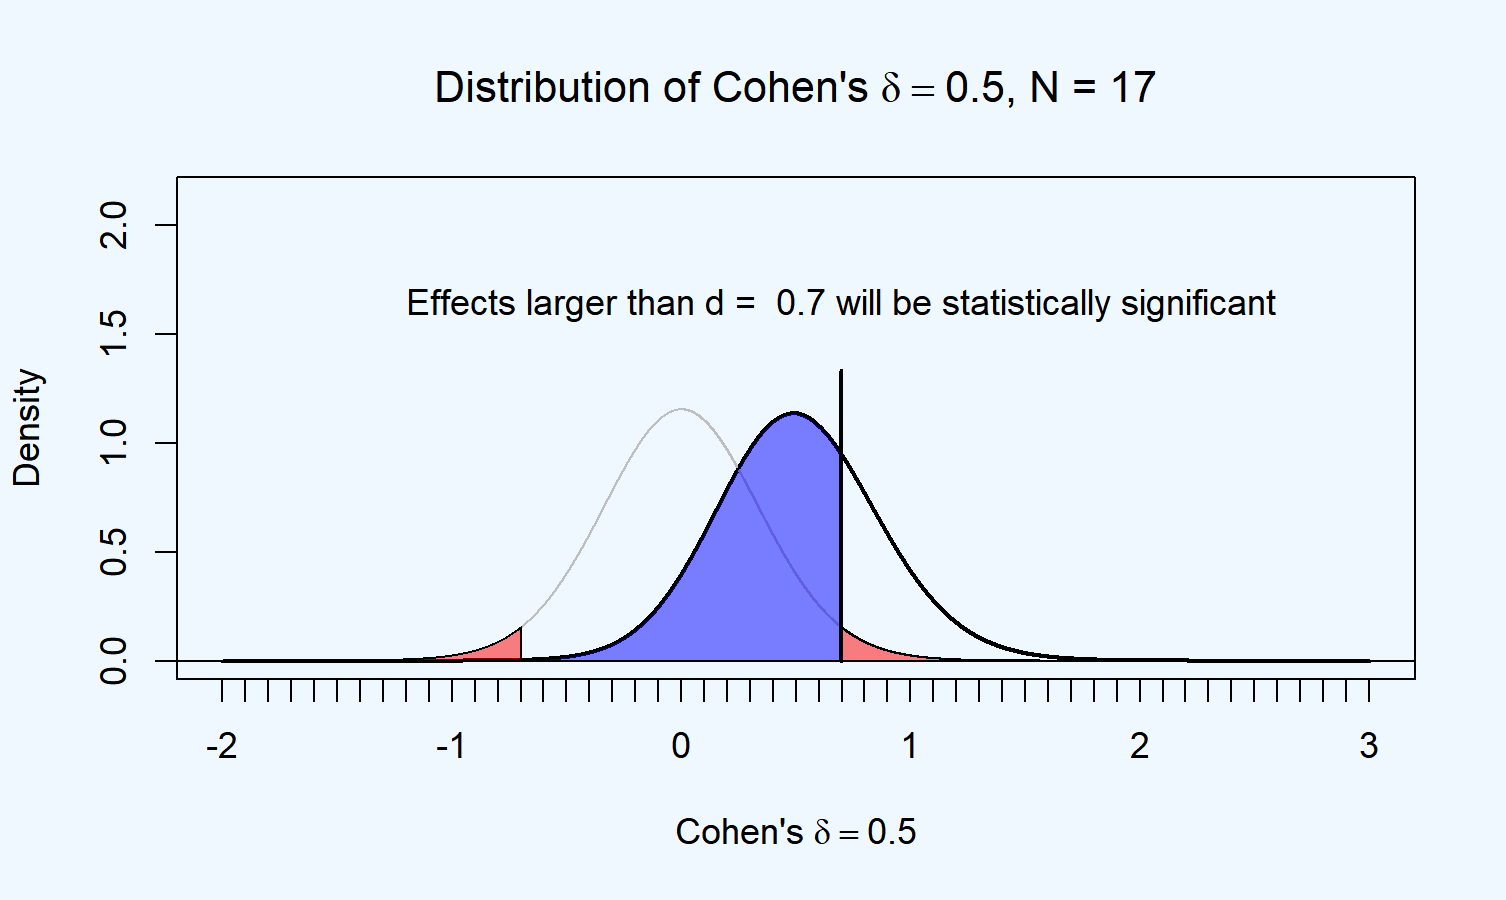 Distribution of Cohen's δ = 0.5, N = 17
Effects larger than d =  0.7 will be statistically significant
Density
2.0
1.5
1.0
0.5
0.0
-2 -1 0 1 2 3
Cohen's δ = 0.5